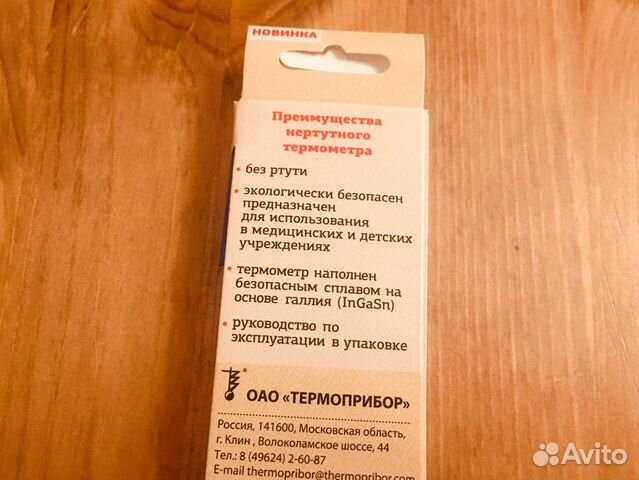 НОВИНКА
Преимущества
нертутного
термометра
• без ртути
• экологически безопасен
предназначен
для использования
в медицинских и детских
учреждениях
• термометр наполнен
безопасным сплавом на
основе галлия (InGaSn)
• руководство по
эксплуатации в упаковке
® ОАО «ТЕРМОПРИБОР»
Россия, 141600, Московская область,
г. Клин , Волоколамское шоссе, 44
Тел.: 8 (49624) 2-60-87
E-mail thermopribor@thermopribor.com
Avito